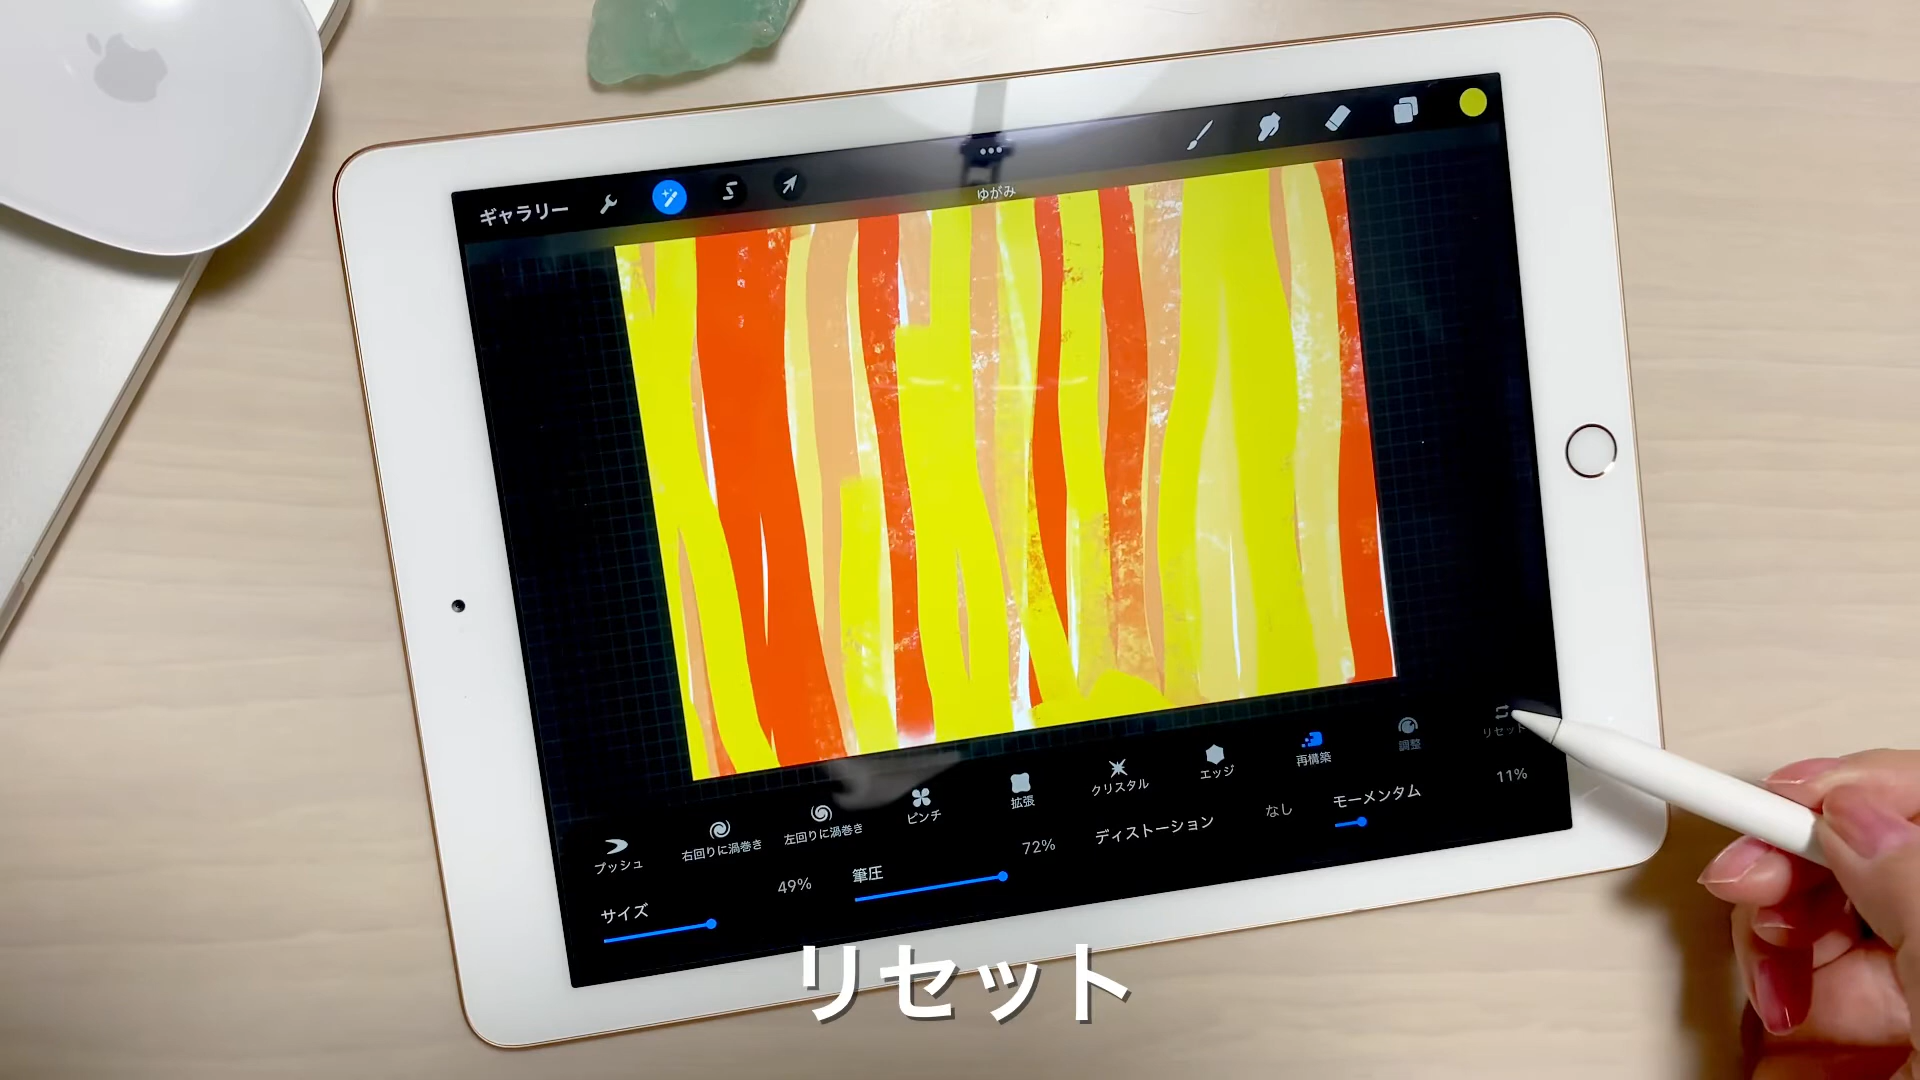 ギャラリー
ゆがみ
プッシュ
右回りに渦巻き
左回りに渦巻き
ピンチ
拡張
クリスタル
エッジ
再構築
調整
リセット
サイズ
49%
筆圧
72%
ディストーション
なし
モーメンタム
11%
リセット